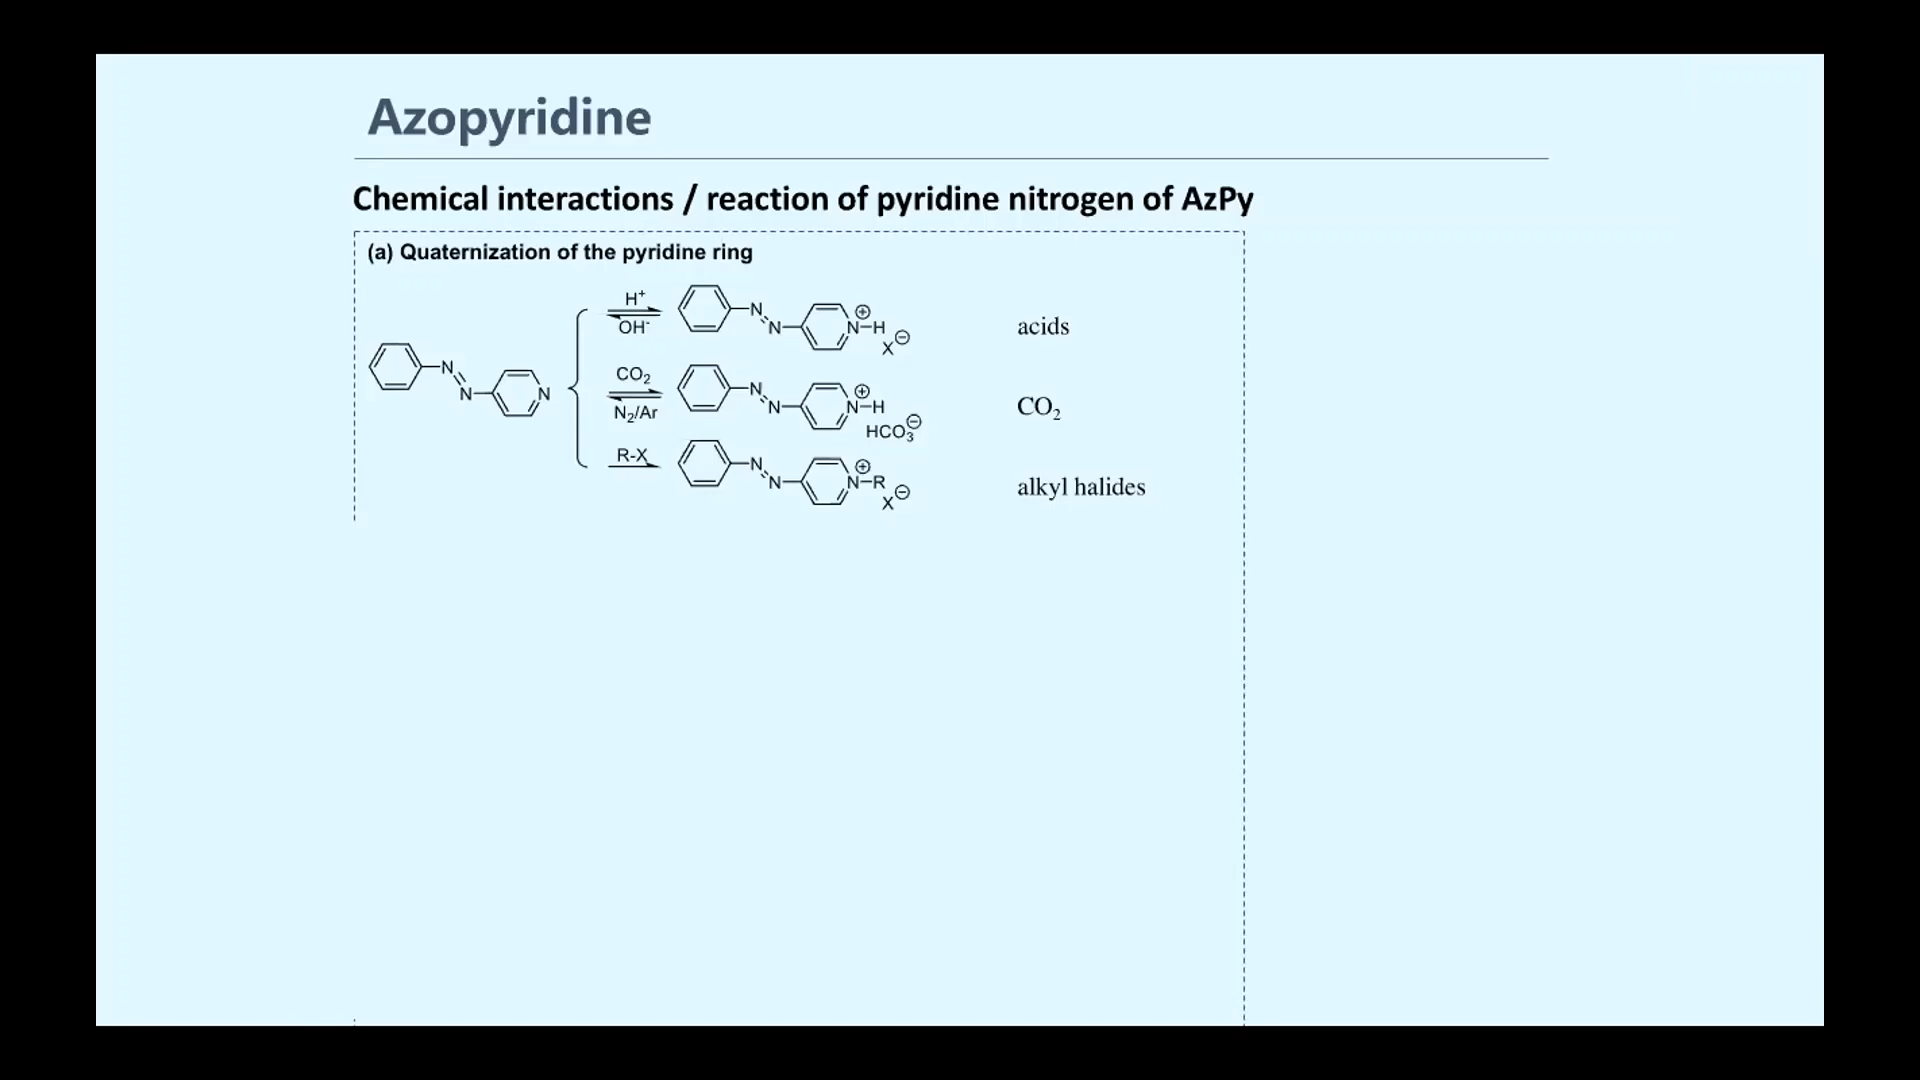 Azopyridine
Chemical interactions / reaction of pyridine nitrogen of AzPy
(a) Quaternization of the pyridine ring
N
N
N
H⁺
OH⁻
N
N
N–H
⊕
X⊖
acids
CO₂
N₂/Ar
N
N
N–H
⊕
HCO₃⊖
CO₂
R-X
N
N
N–R
⊕
X⊖
alkyl halides